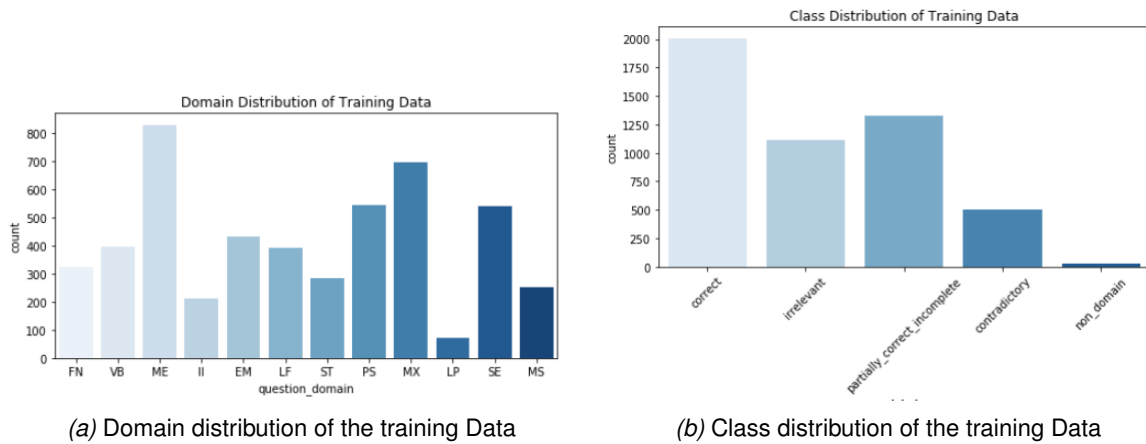 Domain Distribution of Training Data
count
800
700
600
500
400
300
200
100
0
FN VB ME II EM LF ST PS MX LP SE MS
question_domain
(a) Domain distribution of the training Data
Class Distribution of Training Data
count
2000
1750
1500
1250
1000
750
500
250
0
correct
irrelevant
partially_correct_incomplete
contradictory
non_domain
(b) Class distribution of the training Data